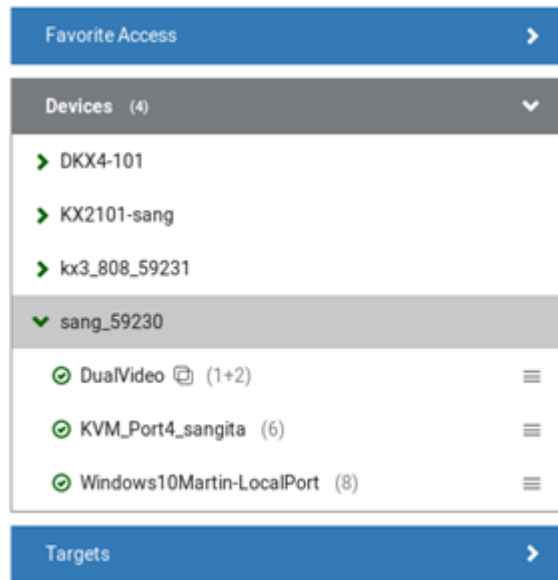 Favorite Access
Devices (4)
DKX4-101
KX2101-sang
kx3_808_59231
sang_59230
DualVideo (1+2)
KVM_Port4_sangita (6)
Windows10Martin-LocalPort (8)
Targets